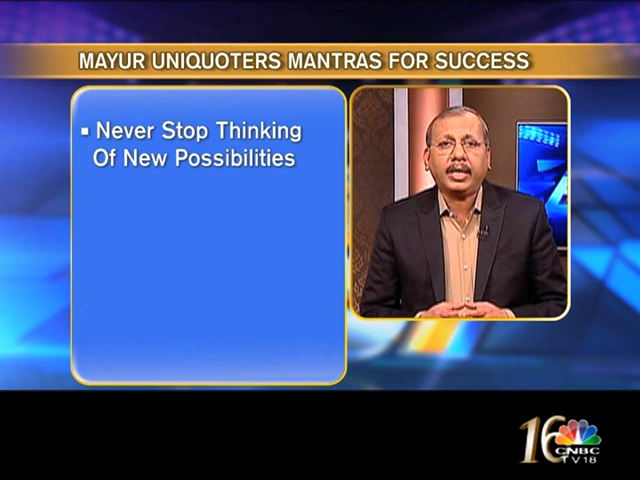 MAYUR UNIQUOTERS MANTRAS FOR SUCCESS
▪ Never Stop Thinking
Of New Possibilities
16
CNBC
TV18